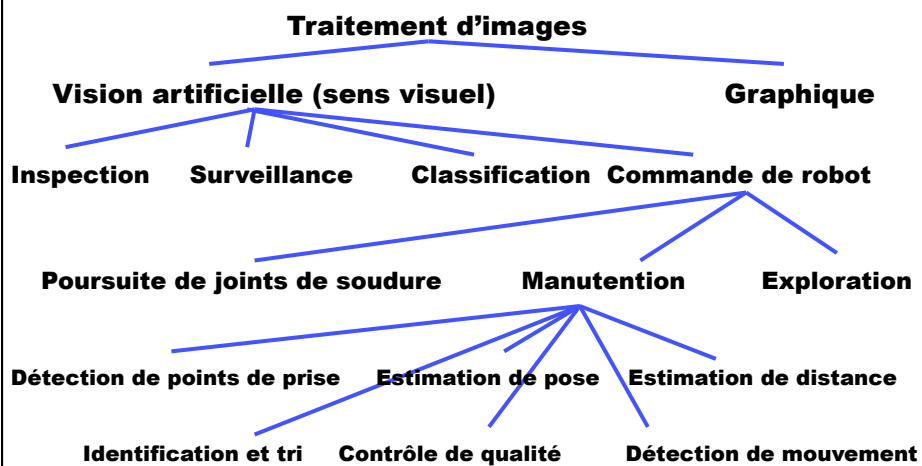 Traitement d'images
Vision artificielle (sens visuel) Graphique
Inspection Surveillance Classification Commande de robot
Poursuite de joints de soudure Manutention Exploration
Détection de points de prise Estimation de pose Estimation de distance
Identification et tri Contrôle de qualité Détection de mouvement